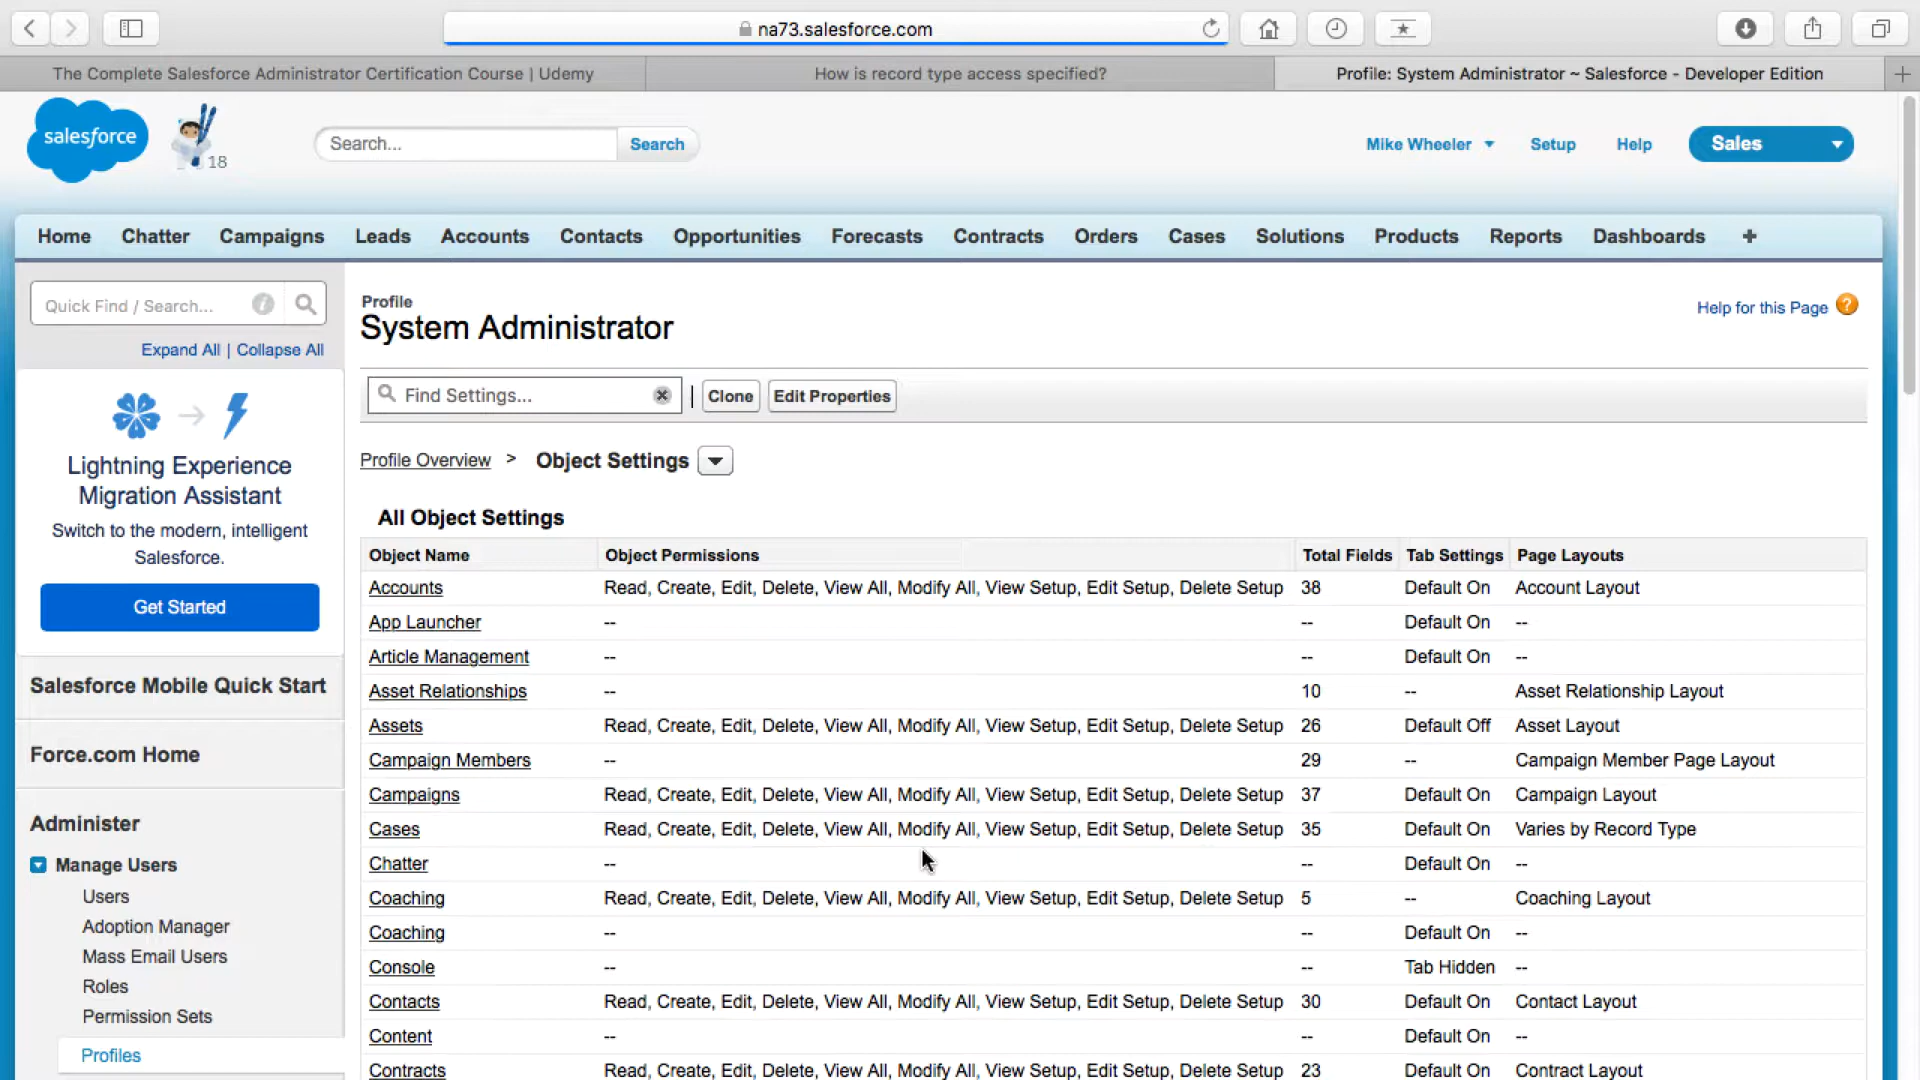 na73.salesforce.com
The Complete Salesforce Administrator Certification Course | Udemy
How is record type access specified?
Profile: System Administrator ~ Salesforce - Developer Edition
salesforce
18
Search...
Search
Mike Wheeler
Setup
Help
Sales
Home Chatter Campaigns Leads Accounts Contacts Opportunities Forecasts Contracts Orders Cases Solutions Products Reports Dashboards +
Quick Find / Search...
Expand All | Collapse All
Lightning Experience
Migration Assistant
Switch to the modern, intelligent
Salesforce.
Get Started
Salesforce Mobile Quick Start
Force.com Home
Administer
Manage Users
Users
Adoption Manager
Mass Email Users
Roles
Permission Sets
Profiles
Profile
System Administrator
Help for this Page ?
Find Settings...
Clone
Edit Properties
Profile Overview > Object Settings
All Object Settings
Object Name Object Permissions Total Fields Tab Settings Page Layouts
Accounts Read, Create, Edit, Delete, View All, Modify All, View Setup, Edit Setup, Delete Setup 38 Default On Account Layout
App Launcher -- -- Default On --
Article Management -- -- Default On --
Asset Relationships -- 10 -- Asset Relationship Layout
Assets Read, Create, Edit, Delete, View All, Modify All, View Setup, Edit Setup, Delete Setup 26 Default Off Asset Layout
Campaign Members -- 29 -- Campaign Member Page Layout
Campaigns Read, Create, Edit, Delete, View All, Modify All, View Setup, Edit Setup, Delete Setup 37 Default On Campaign Layout
Cases Read, Create, Edit, Delete, View All, Modify All, View Setup, Edit Setup, Delete Setup 35 Default On Varies by Record Type
Chatter -- -- Default On --
Coaching Read, Create, Edit, Delete, View All, Modify All, View Setup, Edit Setup, Delete Setup 5 -- Coaching Layout
Coaching -- -- Default On --
Console -- -- Tab Hidden --
Contacts Read, Create, Edit, Delete, View All, Modify All, View Setup, Edit Setup, Delete Setup 30 Default On Contact Layout
Content -- -- Default On --
Contracts Read, Create, Edit, Delete, View All, Modify All, View Setup, Edit Setup, Delete Setup 23 Default On Contract Layout